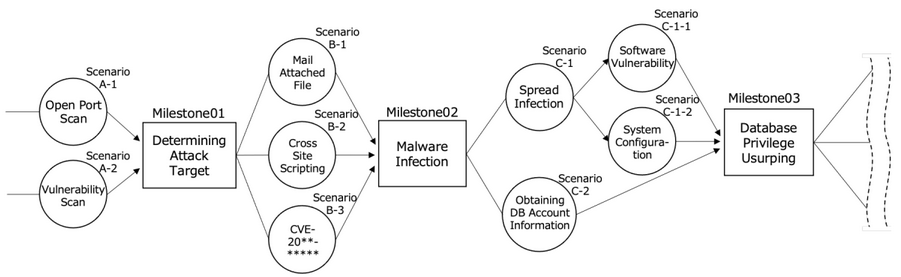 Scenario
A-1
Open Port
Scan
Scenario
A-2
Vulnerability
Scan
Milestone01
Determining
Attack
Target
Scenario
B-1
Mail
Attached
File
Scenario
B-2
Cross
Site
Scripting
Scenario
B-3
CVE-
20**-
*****
Milestone02
Malware
Infection
Scenario
C-1
Spread
Infection
Scenario
C-1-1
Software
Vulnerability
Scenario
C-1-2
System
Configura-
tion
Scenario
C-2
Obtaining
DB Account
Information
Milestone03
Database
Privilege
Usurping